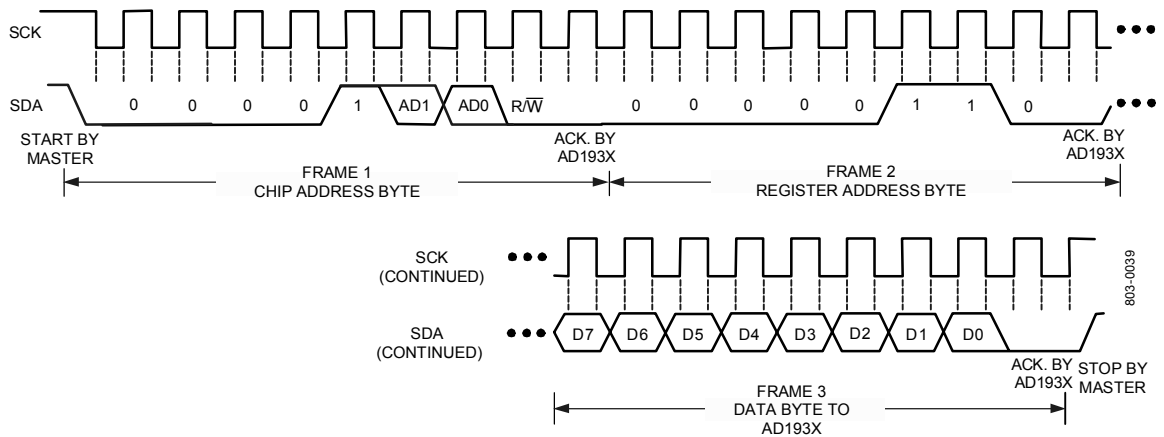 SCK
SDA 0 0 0 0 1 AD1 AD0 R/W̅ 0 0 0 0 0 1 1 0
START BY
MASTER
ACK. BY
AD193X
ACK. BY
AD193X
FRAME 1
CHIP ADDRESS BYTE
FRAME 2
REGISTER ADDRESS BYTE
SCK
(CONTINUED)
SDA
(CONTINUED)
D7 D6 D5 D4 D3 D2 D1 D0
ACK. BY
AD193X
STOP BY
MASTER
FRAME 3
DATA BYTE TO
AD193X
803-0039